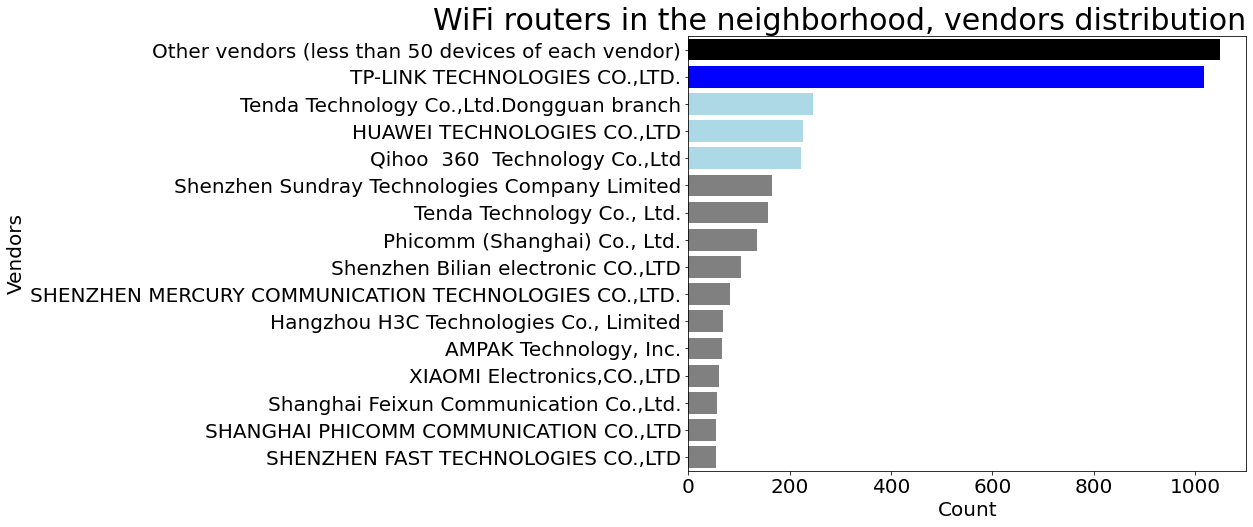 WiFi routers in the neighborhood, vendors distribution
Other vendors (less than 50 devices of each vendor)
TP-LINK TECHNOLOGIES CO.,LTD.
Tenda Technology Co.,Ltd.Dongguan branch
HUAWEI TECHNOLOGIES CO.,LTD
Qihoo  360  Technology Co.,Ltd
Shenzhen Sundray Technologies Company Limited
Tenda Technology Co., Ltd.
Phicomm (Shanghai) Co., Ltd.
Shenzhen Bilian electronic CO.,LTD
SHENZHEN MERCURY COMMUNICATION TECHNOLOGIES CO.,LTD.
Hangzhou H3C Technologies Co., Limited
AMPAK Technology, Inc.
XIAOMI Electronics,CO.,LTD
Shanghai Feixun Communication Co.,Ltd.
SHANGHAI PHICOMM COMMUNICATION CO.,LTD
SHENZHEN FAST TECHNOLOGIES CO.,LTD
Vendors
0 200 400 600 800 1000
Count